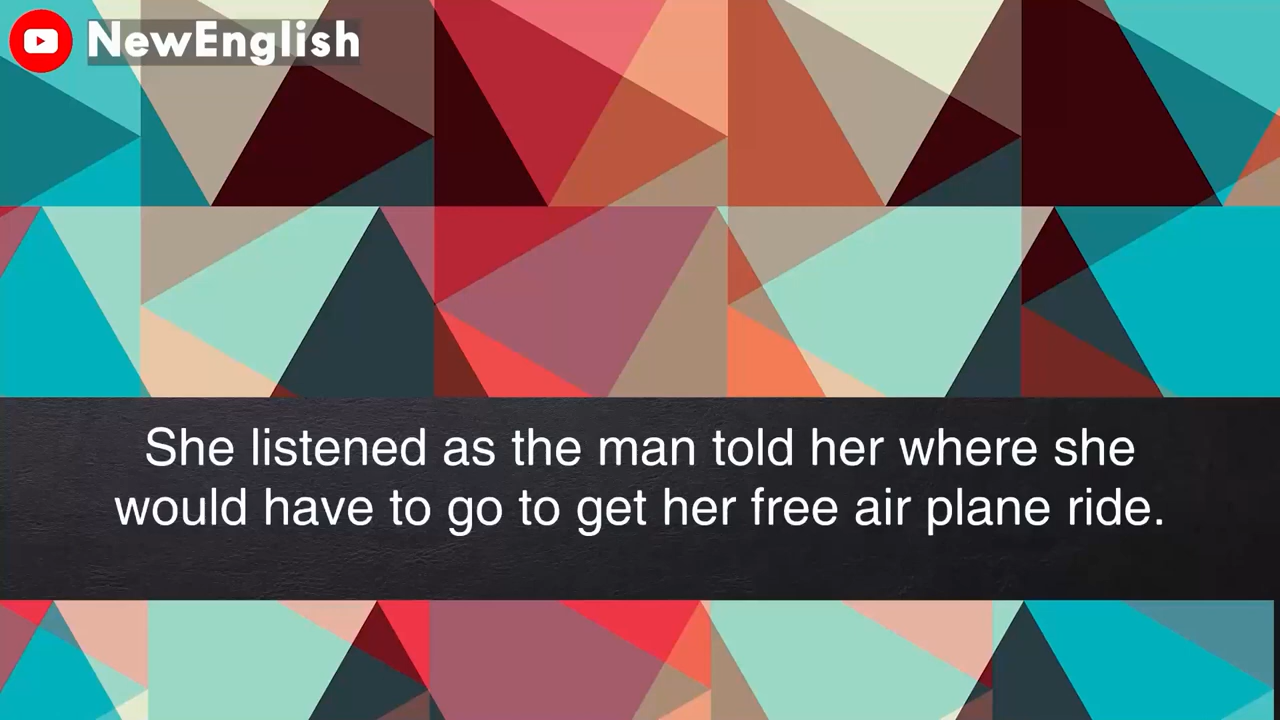 NewEnglish
She listened as the man told her where she
would have to go to get her free air plane ride.